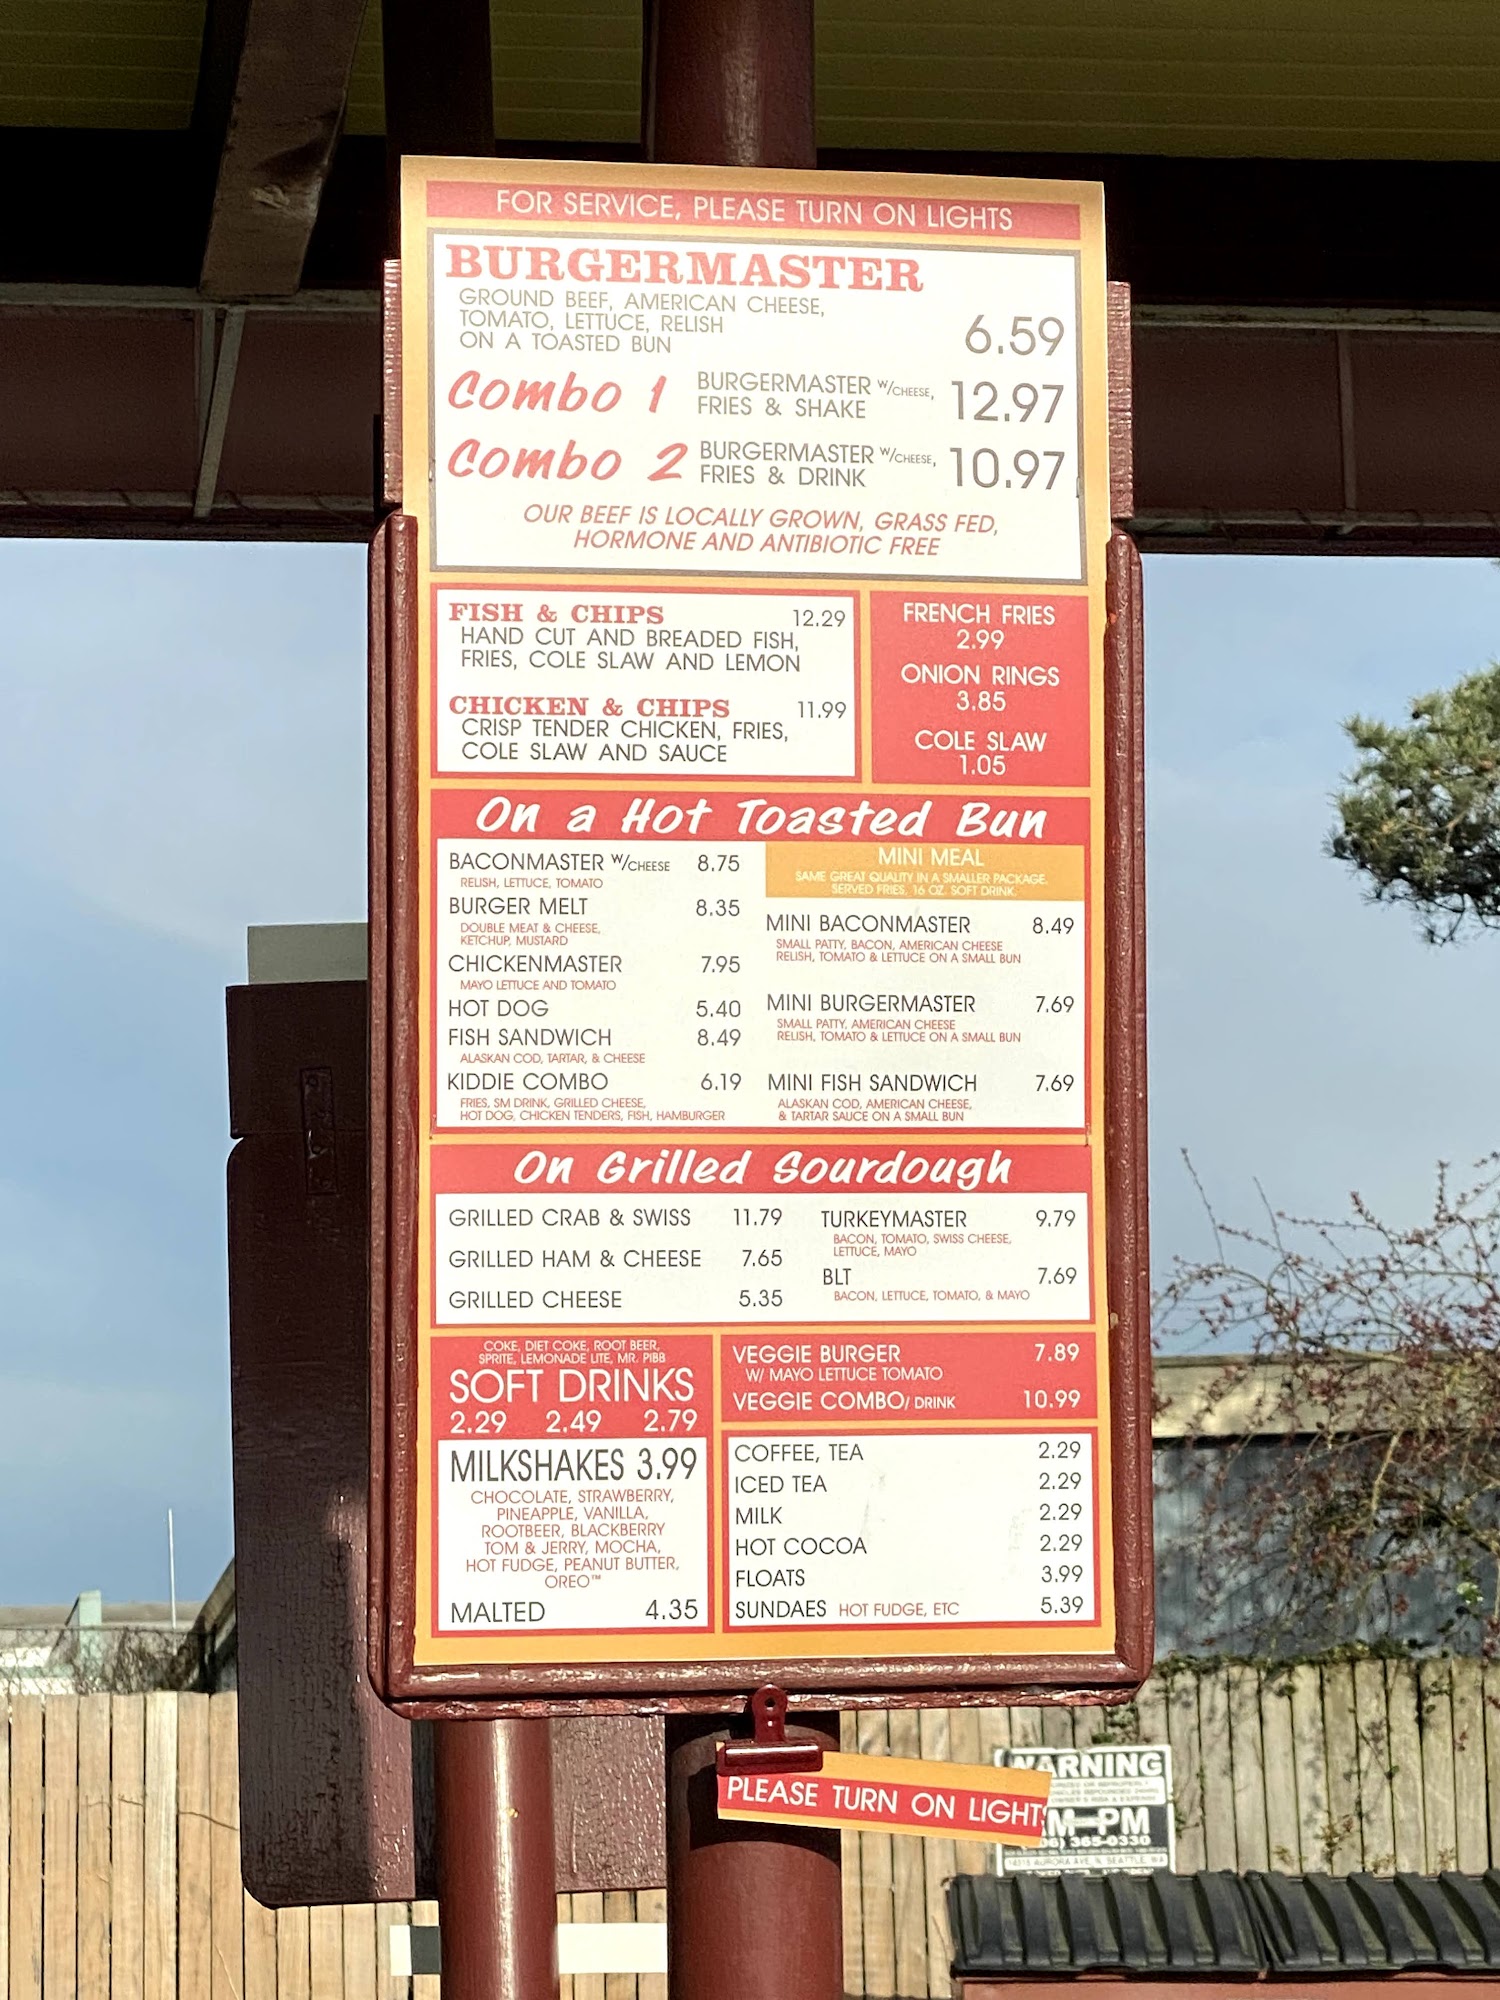 FOR SERVICE, PLEASE TURN ON LIGHTS
BURGERMASTER
GROUND BEEF, AMERICAN CHEESE,
TOMATO, LETTUCE, RELISH
ON A TOASTED BUN
6.59
Combo 1 BURGERMASTER W/CHEESE, 12.97
FRIES & SHAKE
Combo 2 BURGERMASTER W/CHEESE, 10.97
FRIES & DRINK
OUR BEEF IS LOCALLY GROWN, GRASS FED,
HORMONE AND ANTIBIOTIC FREE
FISH & CHIPS 12.29
HAND CUT AND BREADED FISH,
FRIES, COLE SLAW AND LEMON
CHICKEN & CHIPS 11.99
CRISP TENDER CHICKEN, FRIES,
COLE SLAW AND SAUCE
FRENCH FRIES
2.99
ONION RINGS
3.85
COLE SLAW
1.05
On a Hot Toasted Bun
BACONMASTER W/CHEESE 8.75
RELISH, LETTUCE, TOMATO
BURGER MELT 8.35
DOUBLE MEAT & CHEESE,
KETCHUP, MUSTARD
CHICKENMASTER 7.95
MAYO LETTUCE AND TOMATO
HOT DOG 5.40
FISH SANDWICH 8.49
ALASKAN COD, TARTAR, & CHEESE
KIDDIE COMBO 6.19
FRIES, SM DRINK, GRILLED CHEESE,
HOT DOG, CHICKEN TENDERS, FISH, HAMBURGER
MINI MEAL
SAME GREAT QUALITY IN A SMALLER PACKAGE.
SERVED FRIES, 16 OZ. SOFT DRINK.
MINI BACONMASTER 8.49
SMALL PATTY, BACON, AMERICAN CHEESE
RELISH, TOMATO & LETTUCE ON A SMALL BUN
MINI BURGERMASTER 7.69
SMALL PATTY, AMERICAN CHEESE
RELISH, TOMATO & LETTUCE ON A SMALL BUN
MINI FISH SANDWICH 7.69
ALASKAN COD, AMERICAN CHEESE,
& TARTAR SAUCE ON A SMALL BUN
On Grilled Sourdough
GRILLED CRAB & SWISS 11.79
GRILLED HAM & CHEESE 7.65
GRILLED CHEESE 5.35
TURKEYMASTER 9.79
BACON, TOMATO, SWISS CHEESE,
LETTUCE, MAYO
BLT 7.69
BACON, LETTUCE, TOMATO, & MAYO
COKE, DIET COKE, ROOT BEER,
SPRITE, LEMONADE LITE, MR. PIBB
SOFT DRINKS
2.29 2.49 2.79
MILKSHAKES 3.99
CHOCOLATE, STRAWBERRY,
PINEAPPLE, VANILLA,
ROOTBEER, BLACKBERRY
TOM & JERRY, MOCHA,
HOT FUDGE, PEANUT BUTTER,
OREO™
MALTED 4.35
VEGGIE BURGER 7.89
W/ MAYO LETTUCE TOMATO
VEGGIE COMBO/ DRINK 10.99
COFFEE, TEA 2.29
ICED TEA 2.29
MILK 2.29
HOT COCOA 2.29
FLOATS 3.99
SUNDAES HOT FUDGE, ETC 5.39
PLEASE TURN ON LIGHTS
WARNING
M-PM
06) 365-0330
14315 AURORA AVE. N. SEATTLE, WA